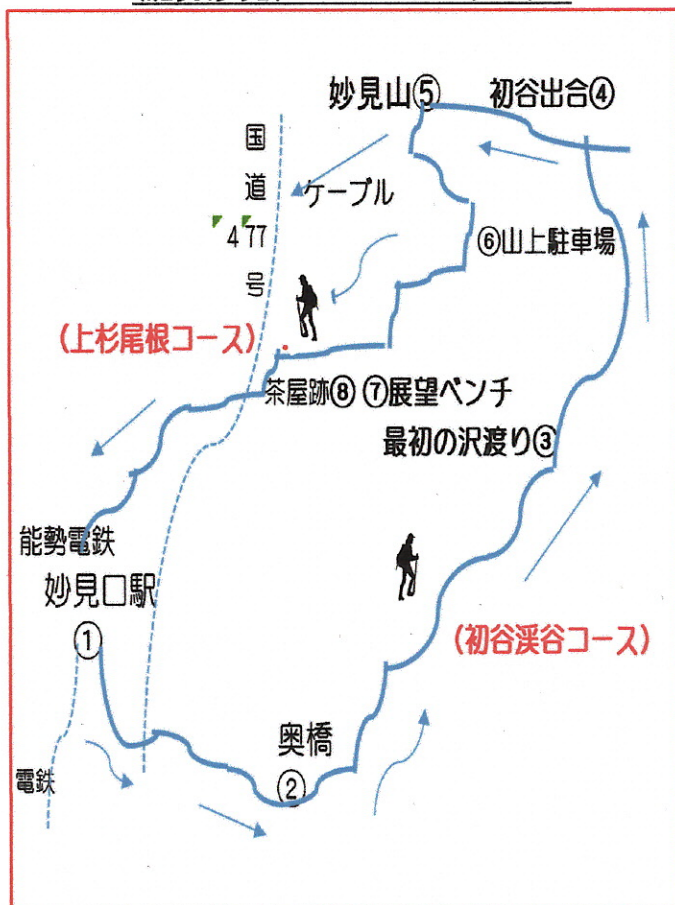 妙見山⑤
初谷出合④
国道477号
ケーブル
⑥山上駐車場
(上杉尾根コース)
茶屋跡⑧ ⑦展望ベンチ
最初の沢渡り③
能勢電鉄
妙見口駅
①
(初谷渓谷コース)
奥橋
②
電鉄